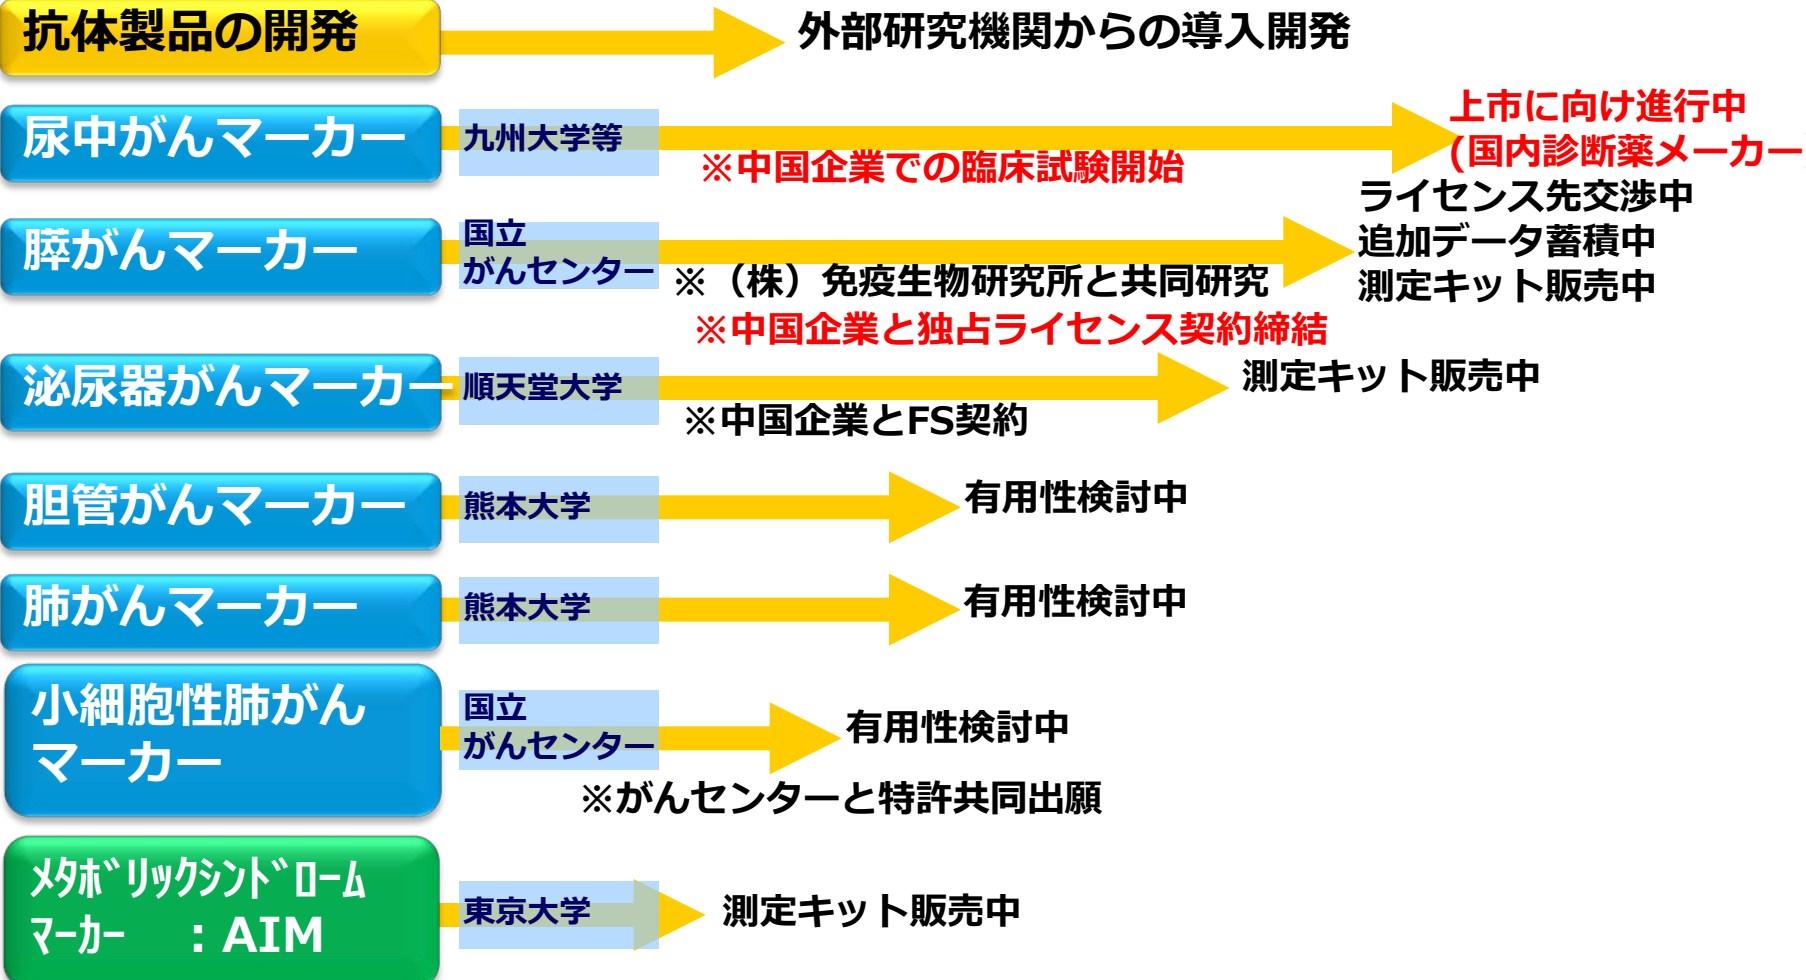 抗体製品の開発
外部研究機関からの導入開発
尿中がんマーカー
九州大学等
※中国企業での臨床試験開始
上市に向け進行中
(国内診断薬メーカー
膵がんマーカー
国立
がんセンター
※（株）免疫生物研究所と共同研究
※中国企業と独占ライセンス契約締結
ライセンス先交渉中
追加データ蓄積中
測定キット販売中
泌尿器がんマーカー
順天堂大学
※中国企業とFS契約
測定キット販売中
胆管がんマーカー
熊本大学
有用性検討中
肺がんマーカー
熊本大学
有用性検討中
小細胞性肺がん
マーカー
国立
がんセンター
有用性検討中
※がんセンターと特許共同出願
ﾒﾀﾎﾞﾘｯｸｼﾝﾄﾞﾛｰﾑ
ﾏｰｶｰ　：AIM
東京大学
測定キット販売中